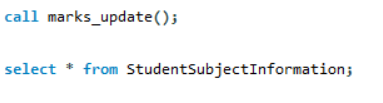 call marks_update();
select * from StudentSubjectInformation;